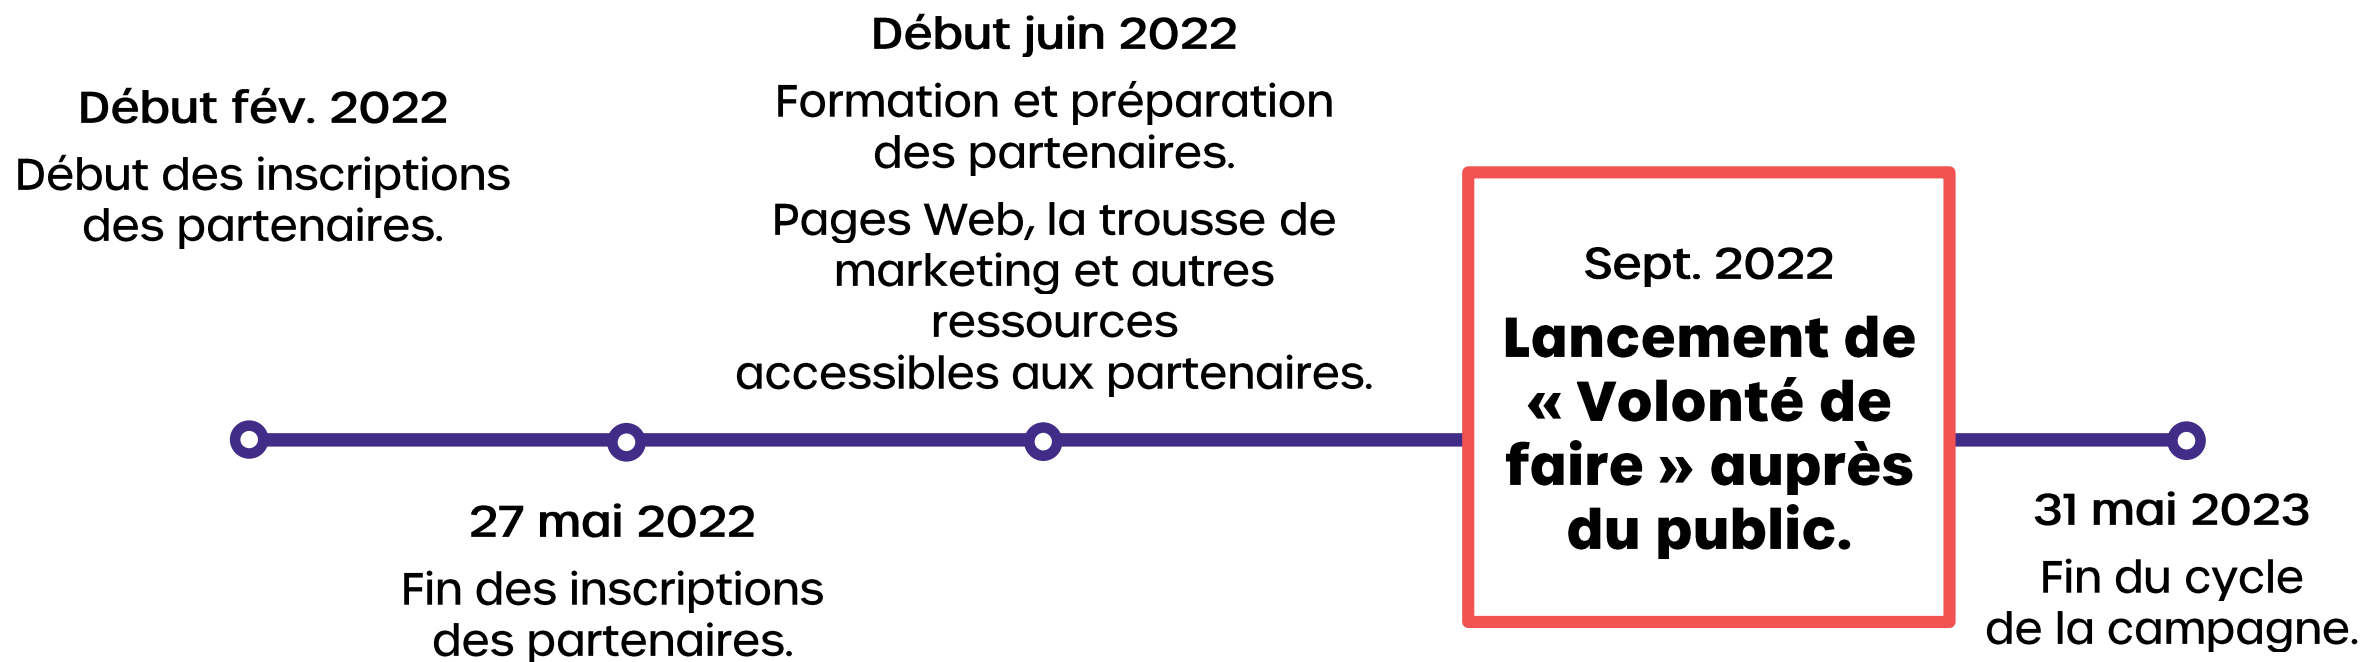 Début fév. 2022
Début des inscriptions
des partenaires.
27 mai 2022
Fin des inscriptions
des partenaires.
Début juin 2022
Formation et préparation
des partenaires.
Pages Web, la trousse de
marketing et autres
ressources
accessibles aux partenaires.
Sept. 2022
Lancement de
« Volonté de
faire » auprès
du public.
31 mai 2023
Fin du cycle
de la campagne.